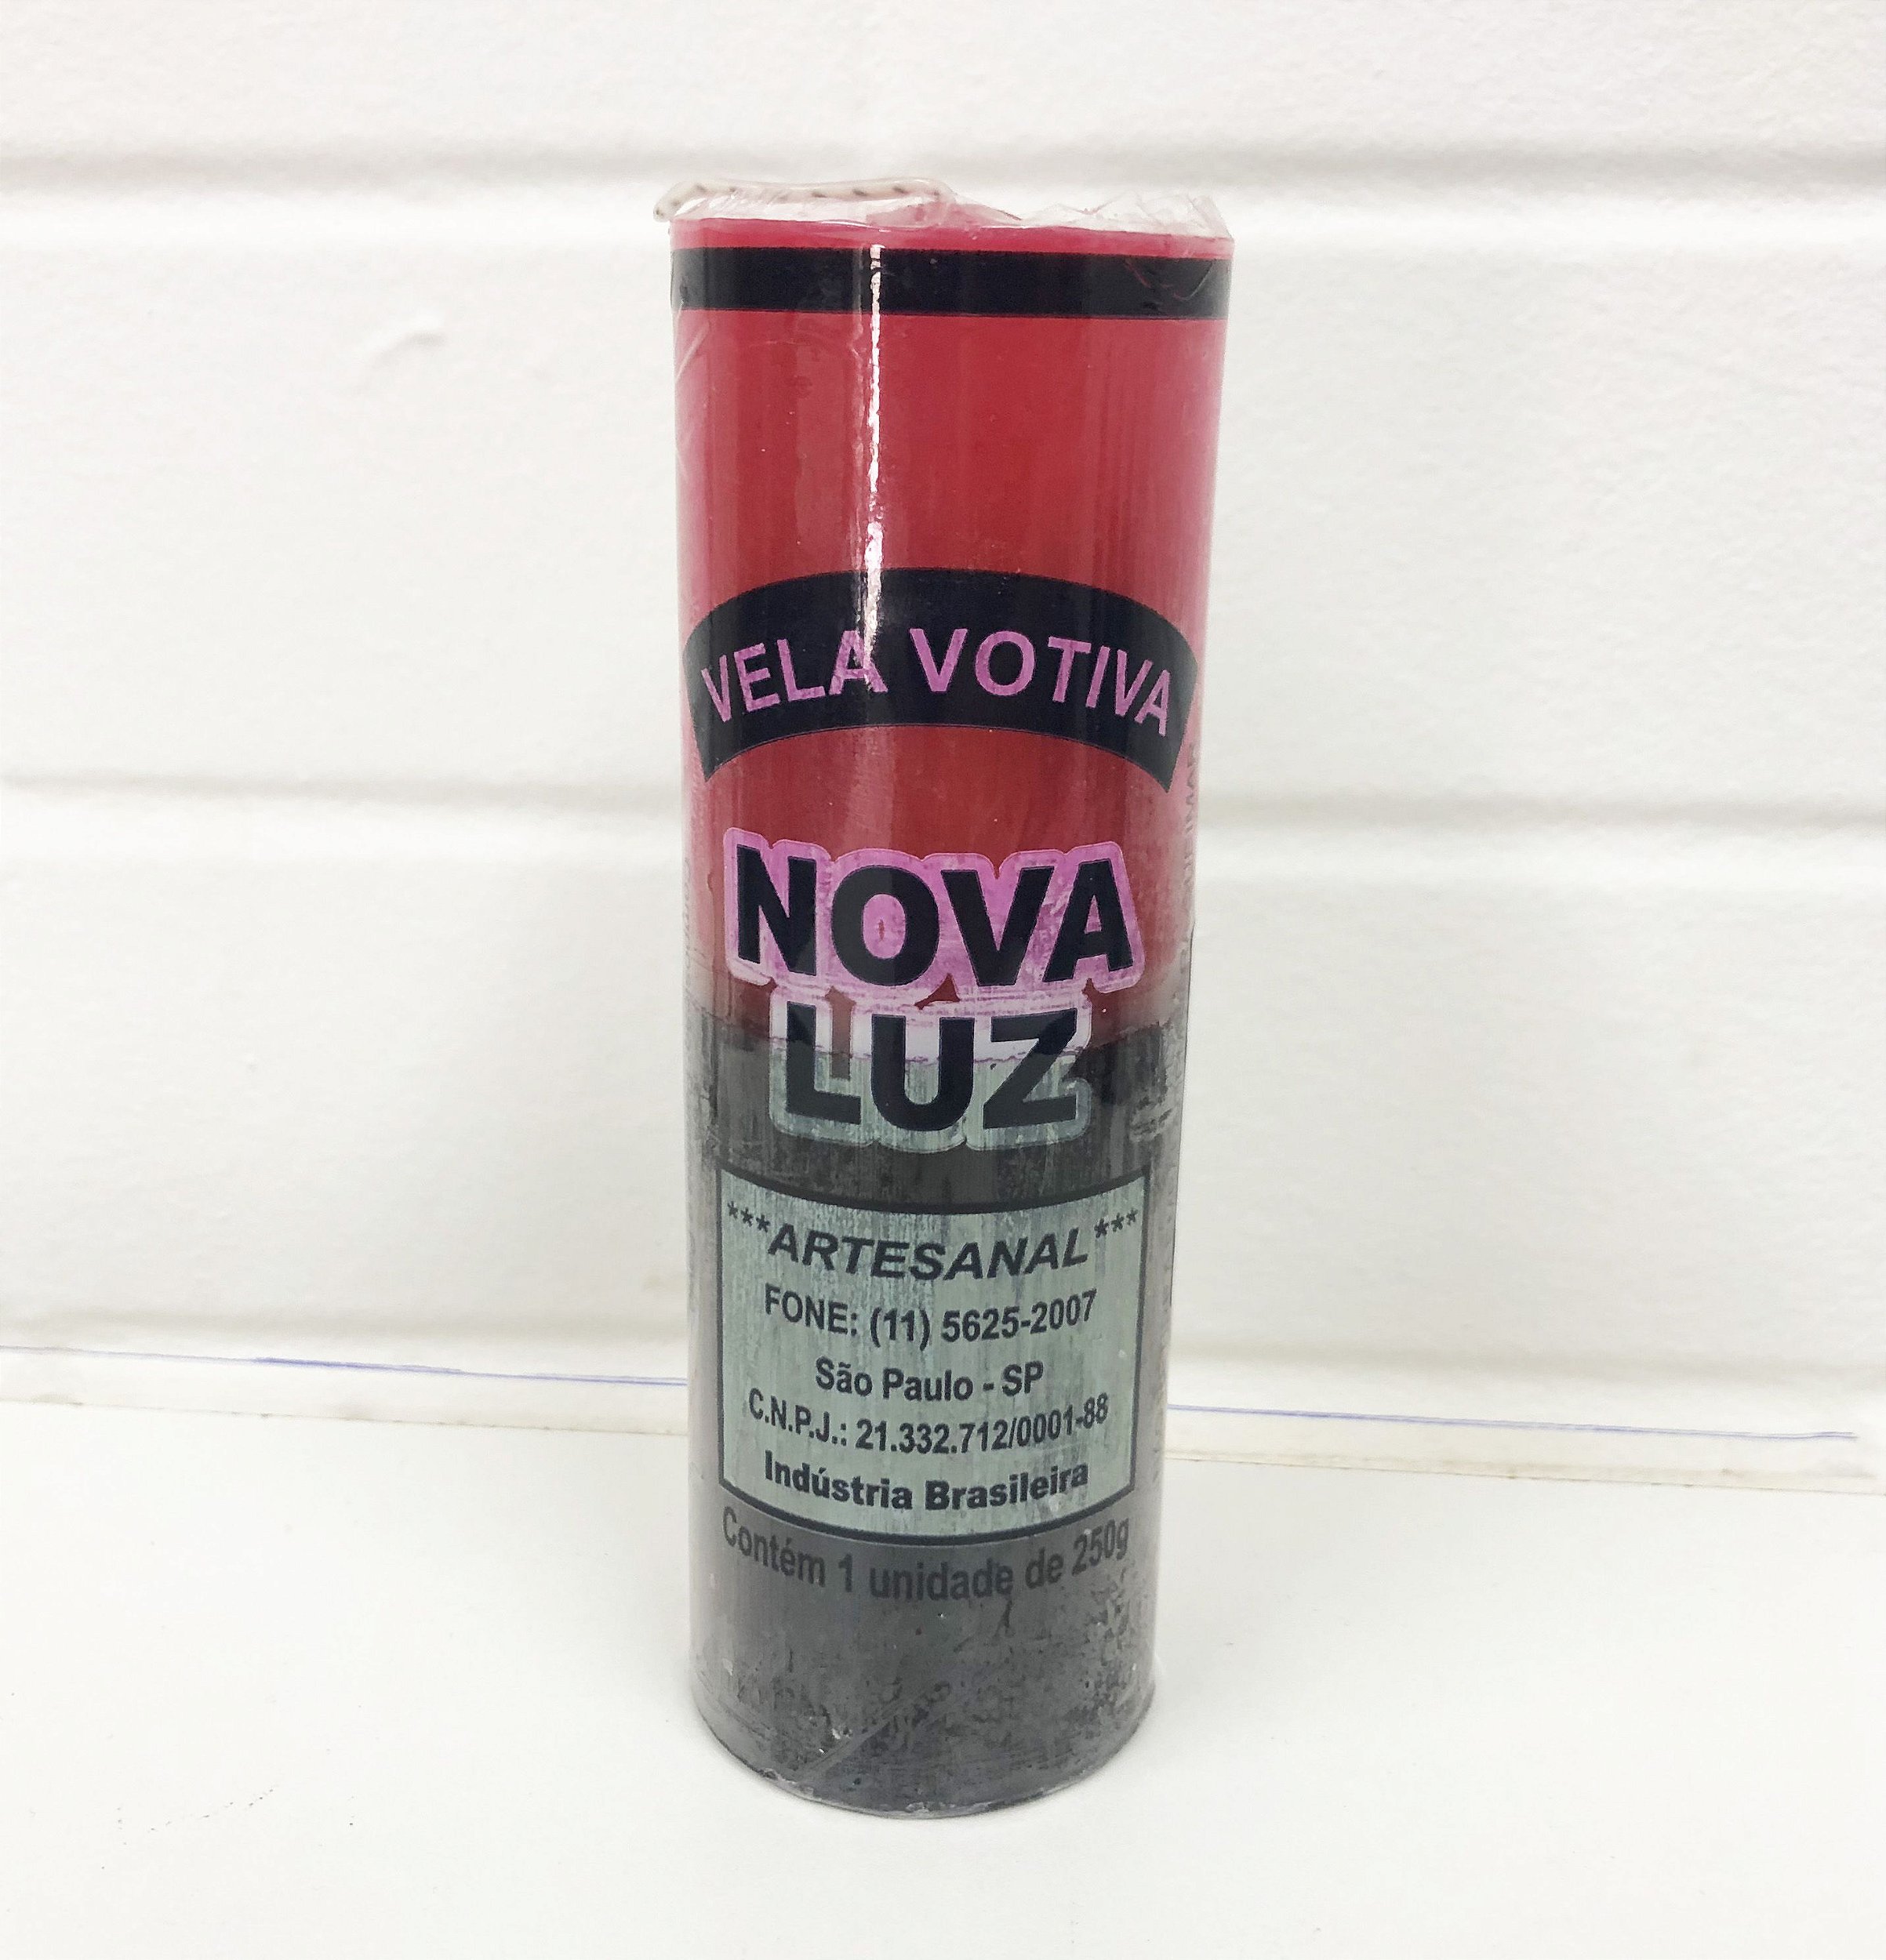 VELA VOTIVA
NOVA
LUZ
***ARTESANAL***
FONE: (11) 5625-2007
São Paulo - SP
C.N.P.J.: 21.332.712/0001-88
Indústria Brasileira
Contém 1 unidade de 250g